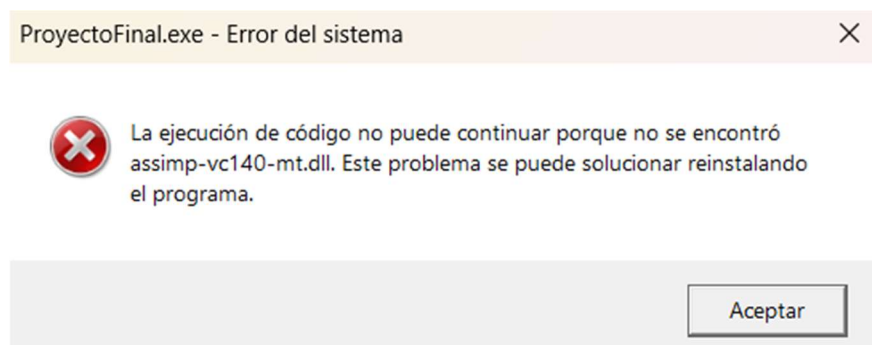 ProyectoFinal.exe - Error del sistema
La ejecución de código no puede continuar porque no se encontró
assimp-vc140-mt.dll. Este problema se puede solucionar reinstalando
el programa.
Aceptar